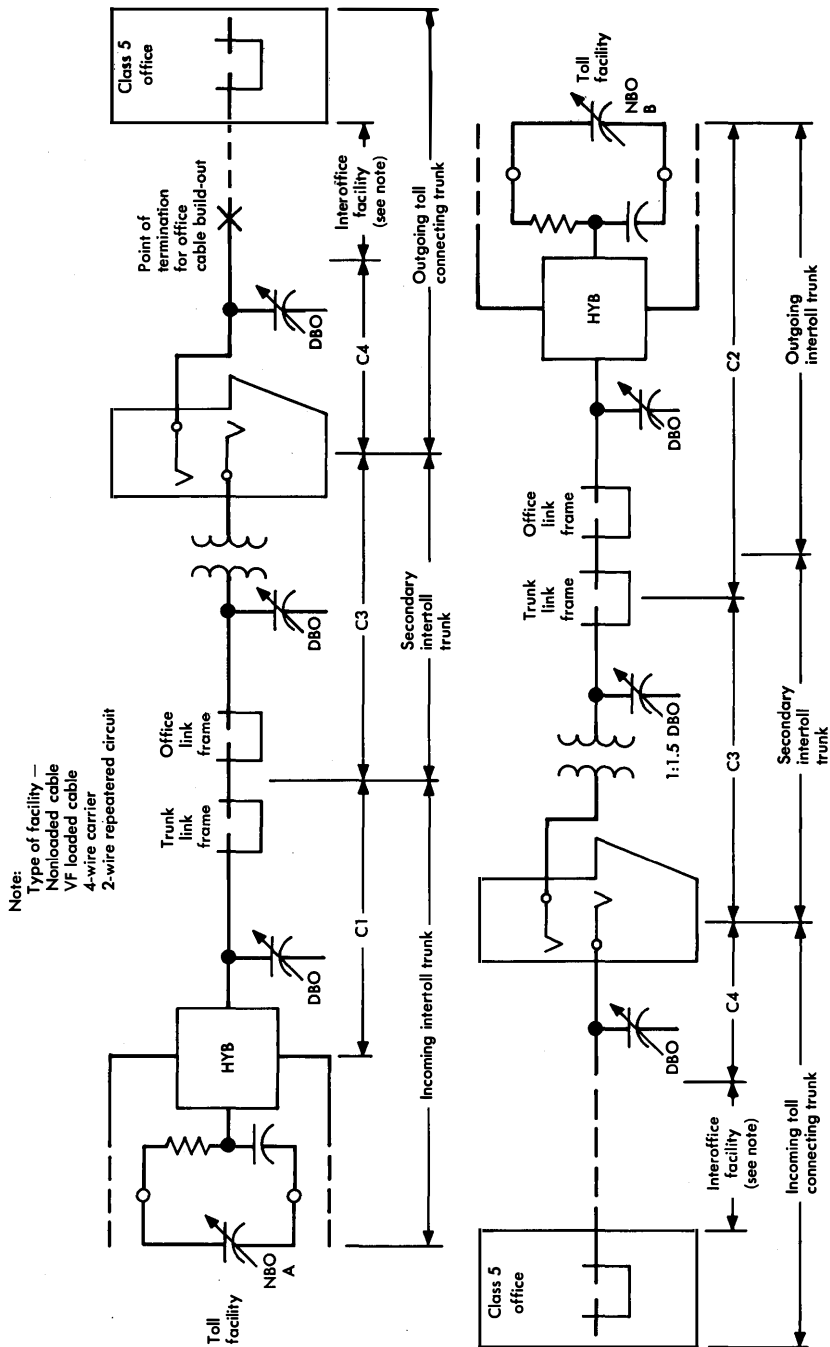 Note:
Type of facility —
Nonloaded cable
VF loaded cable
4-wire carrier
2-wire repeatered circuit
Toll
facility
NBO
A
HYB
DBO
Trunk
link
frame
Office
link
frame
DBO
DBO
Point of
termination
for office
cable build-out
Class 5
office
C1
C3
C4
Interoffice
facility
(see note)
Incoming intertoll trunk
Secondary
intertoll
trunk
Outgoing toll
connecting trunk
Class 5
office
DBO
1:1.5 DBO
Trunk
link
frame
Office
link
frame
DBO
HYB
Toll
facility
NBO
B
Interoffice
facility
(see note)
C4
C3
C2
Incoming toll
connecting trunk
Secondary
intertoll
trunk
Outgoing
intertoll trunk